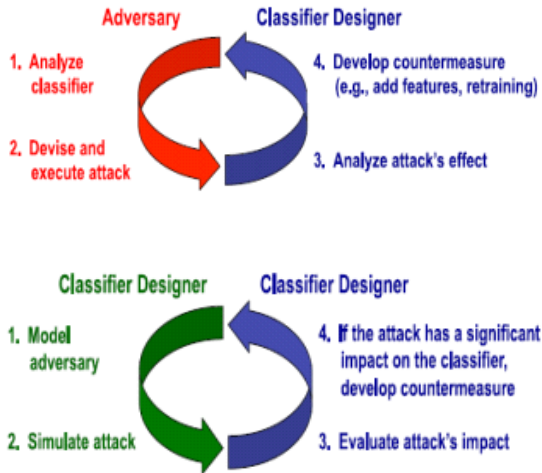 Adversary
Classifier Designer
1. Analyze
classifier
2. Devise and
execute attack
4. Develop countermeasure
(e.g., add features, retraining)
3. Analyze attack's effect
Classifier Designer
Classifier Designer
1. Model
adversary
2. Simulate attack
4. If the attack has a significant
impact on the classifier,
develop countermeasure
3. Evaluate attack's impact